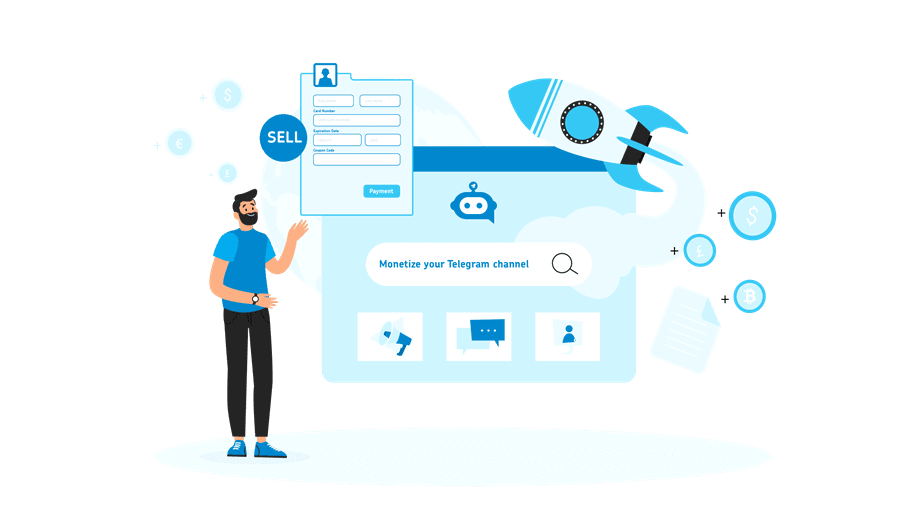 SELL
Card Number
Expiration Date
Coupon Code
Payment
Monetize your Telegram channel